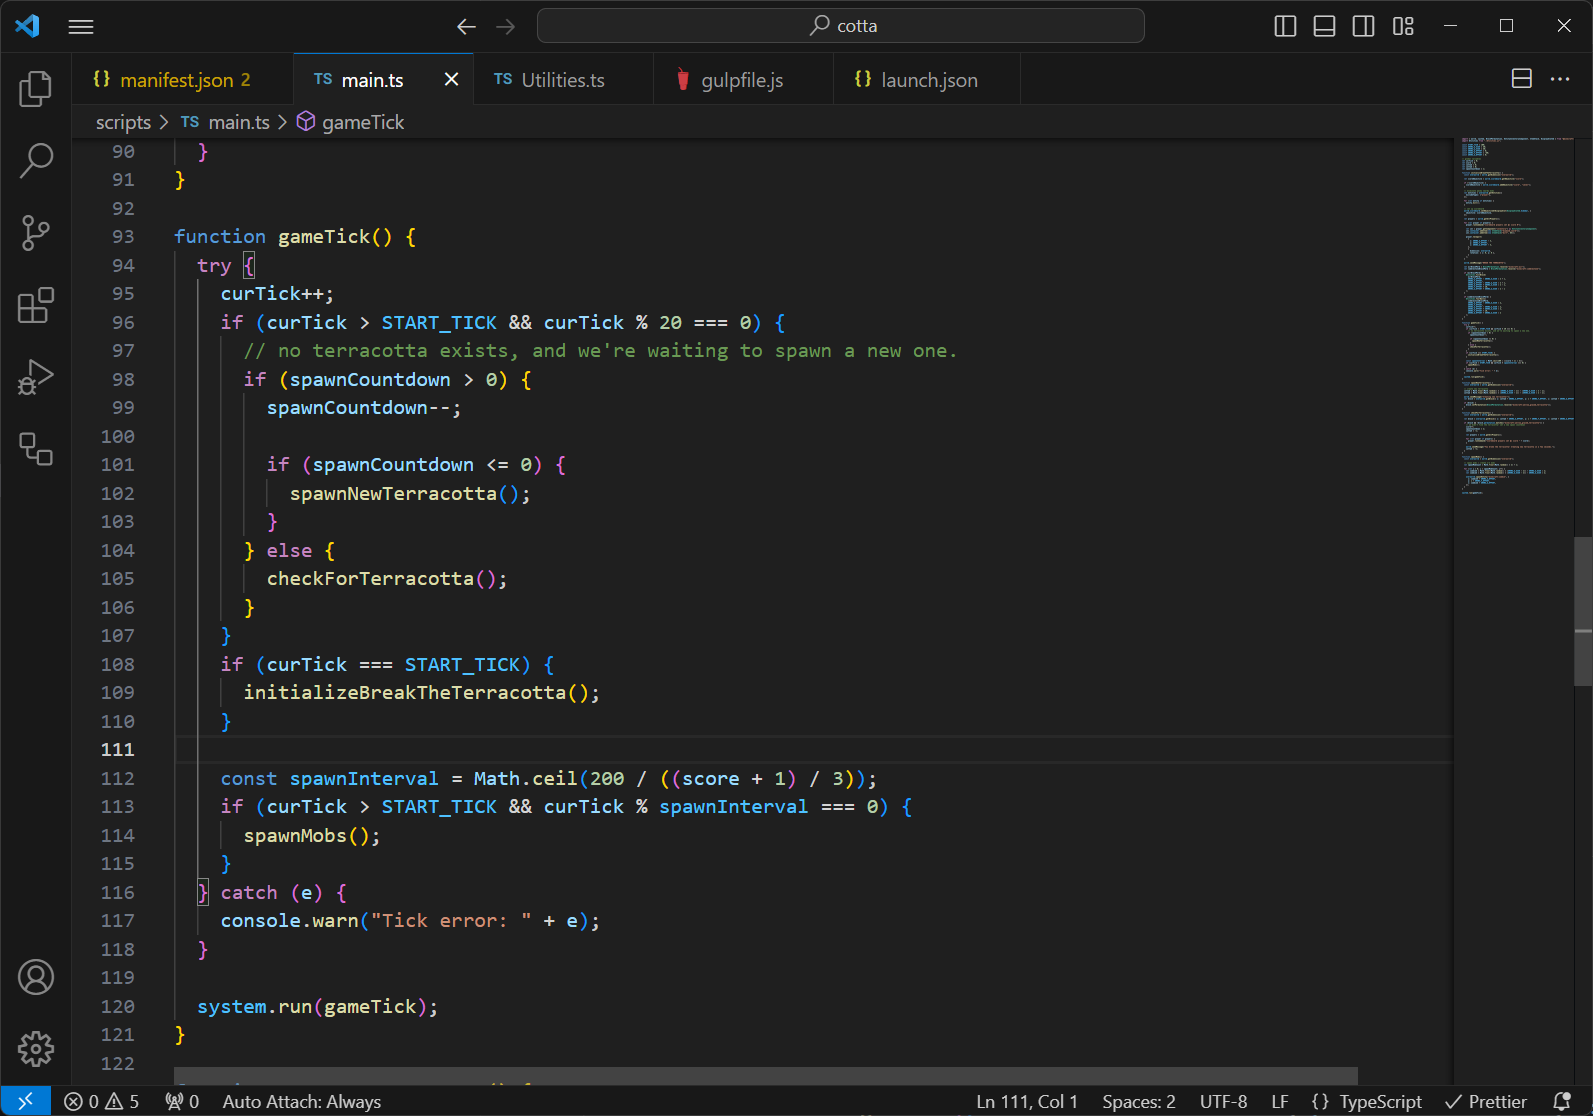 cotta
{} manifest.json 2
TS main.ts
TS Utilities.ts
gulpfile.js
{} launch.json
scripts > TS main.ts > gameTick
90 }
91 }
92
93 function gameTick() {
94 try {
95 curTick++;
96 if (curTick > START_TICK && curTick % 20 === 0) {
97 // no terracotta exists, and we're waiting to spawn a new one.
98 if (spawnCountdown > 0) {
99 spawnCountdown--;
100
101 if (spawnCountdown <= 0) {
102 spawnNewTerracotta();
103 }
104 } else {
105 checkForTerracotta();
106 }
107 }
108 if (curTick === START_TICK) {
109 initializeBreakTheTerracotta();
110 }
111
112 const spawnInterval = Math.ceil(200 / ((score + 1) / 3));
113 if (curTick > START_TICK && curTick % spawnInterval === 0) {
114 spawnMobs();
115 }
116 } catch (e) {
117 console.warn("Tick error: " + e);
118 }
119
120 system.run(gameTick);
121 }
122
0 5 0 Auto Attach: Always Ln 111, Col 1 Spaces: 2 UTF-8 LF {} TypeScript Prettier